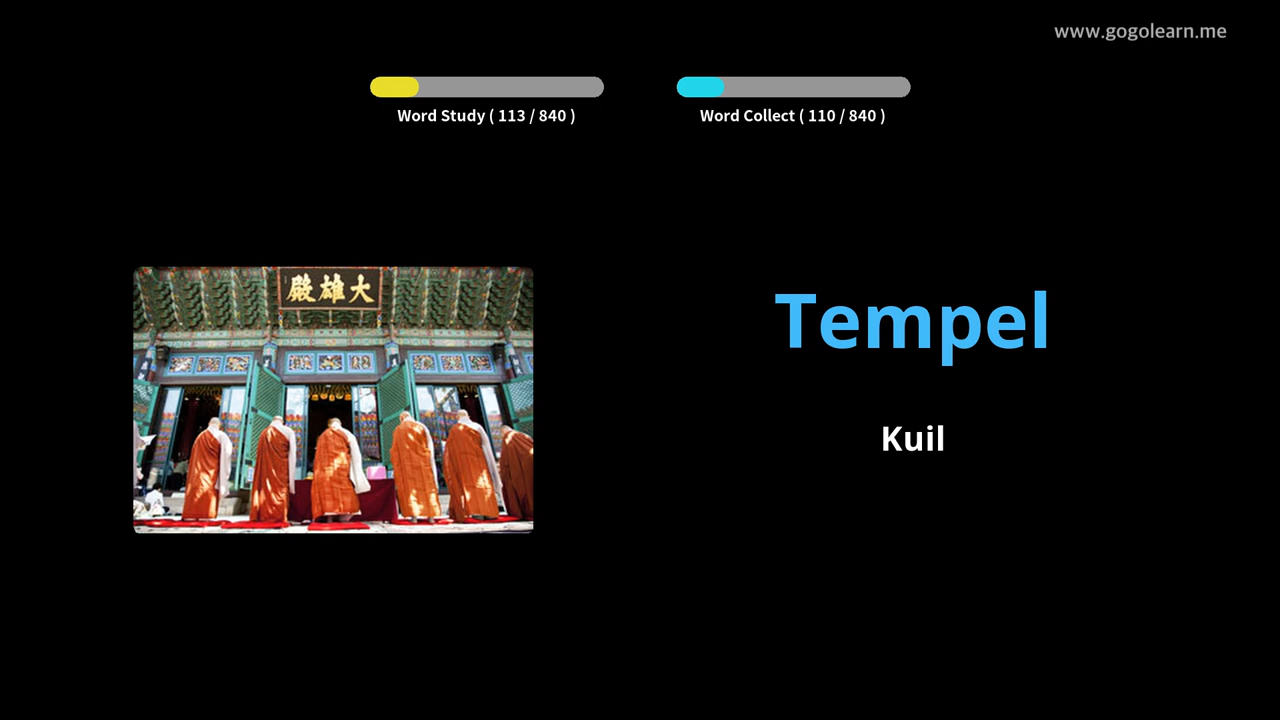 www.gogolearn.me
Word Study ( 113 / 840 )
Word Collect ( 110 / 840 )
殿雄大
Tempel
Kuil